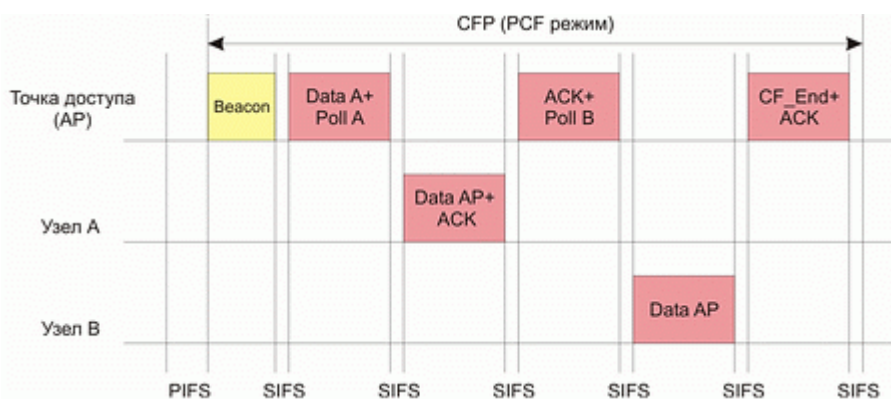 CFP (PCF режим)
Точка доступа
(AP)
Beacon
Data A+
Poll A
ACK+
Poll B
CF_End+
ACK
Узел A
Data AP+
ACK
Узел B
Data AP
PIFS SIFS SIFS SIFS SIFS SIFS SIFS